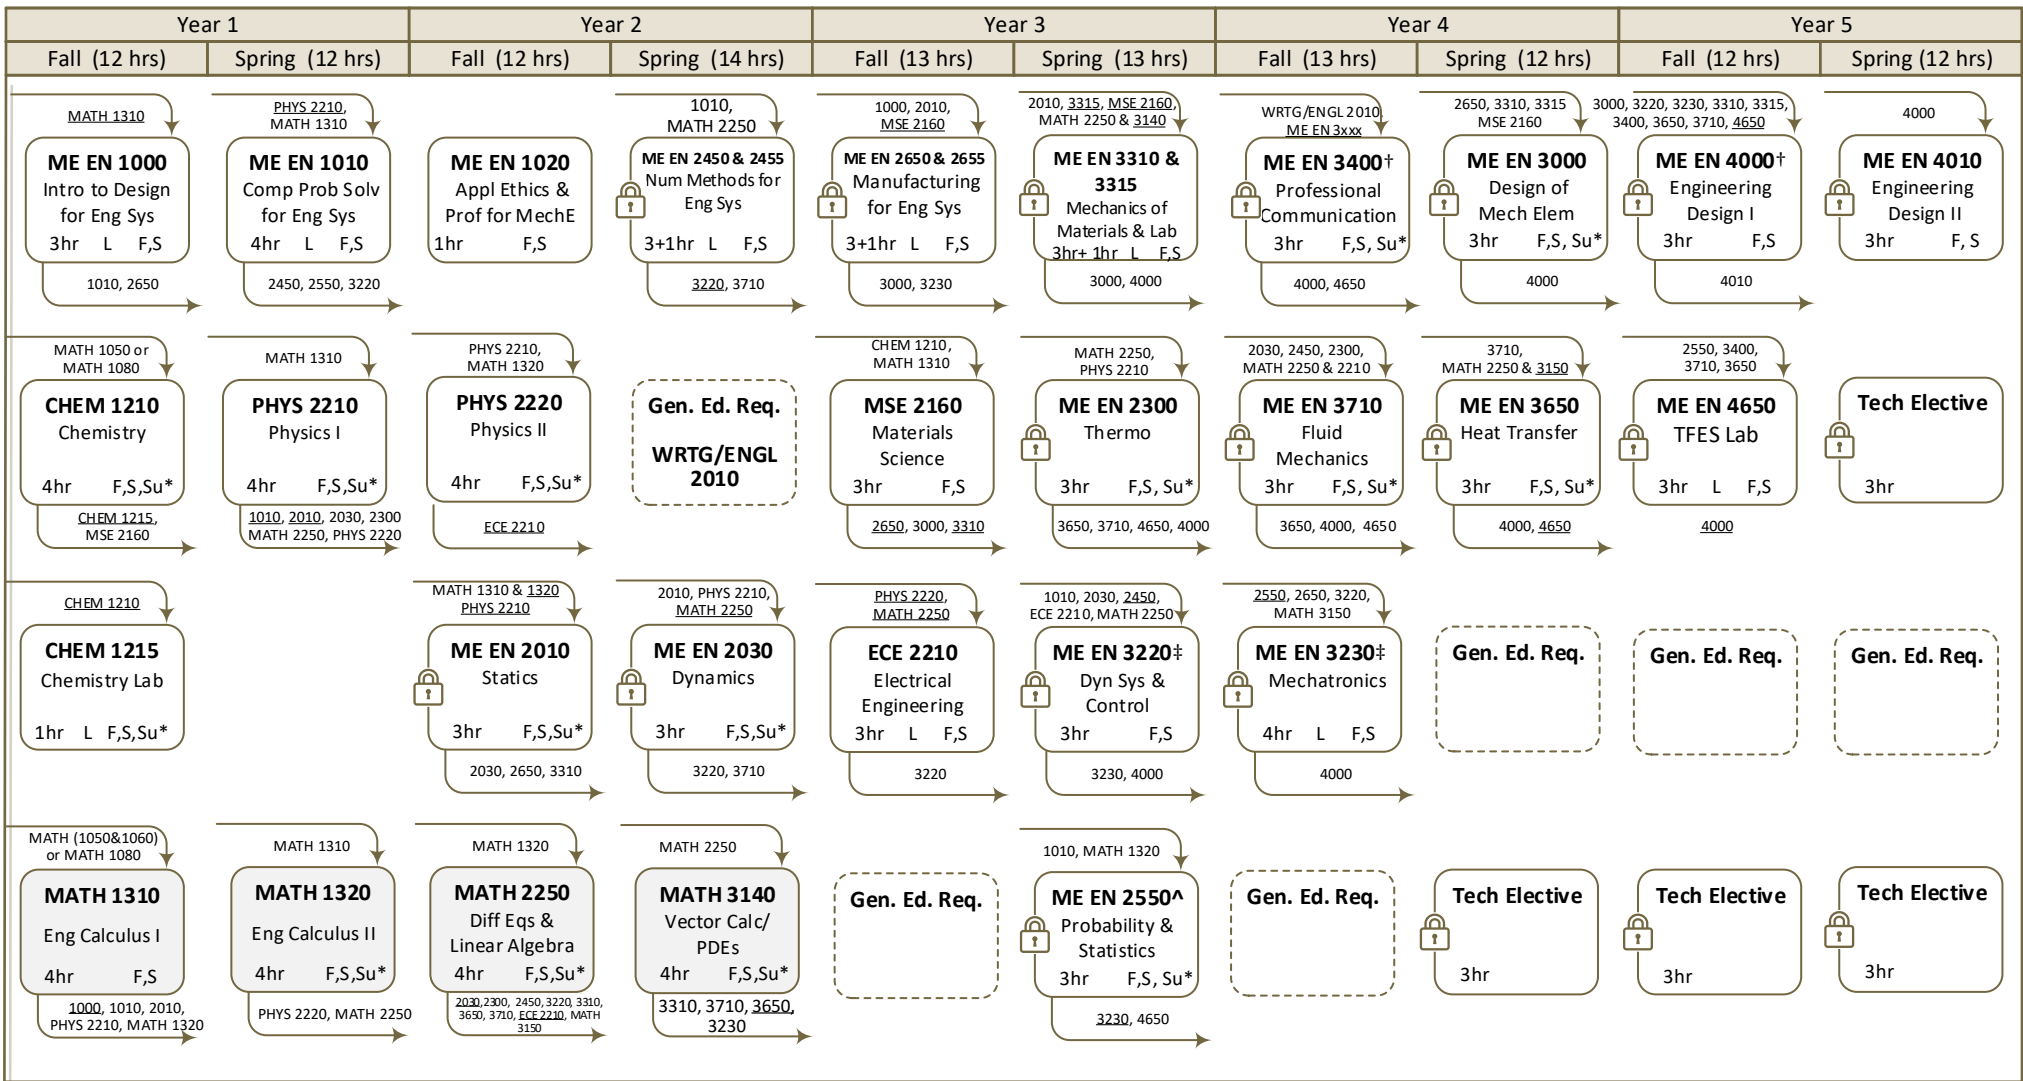 Year 1
Year 2
Year 3
Year 4
Year 5
Fall (12 hrs)
Spring (12 hrs)
Fall (12 hrs)
Spring (14 hrs)
Fall (13 hrs)
Spring (13 hrs)
Fall (13 hrs)
Spring (12 hrs)
Fall (12 hrs)
Spring (12 hrs)
MATH 1310
ME EN 1000
Intro to Design
for Eng Sys
3hr L F,S
1010, 2650
PHYS 2210,
MATH 1310
ME EN 1010
Comp Prob Solv
for Eng Sys
4hr L F,S
2450, 2550, 3220
ME EN 1020
Appl Ethics &
Prof for MechE
1hr F,S
1010,
MATH 2250
ME EN 2450 & 2455
Num Methods for
Eng Sys
3+1hr L F,S
3220, 3710
1000, 2010,
MSE 2160
ME EN 2650 & 2655
Manufacturing
for Eng Sys
3+1hr L F,S
3000, 3230
2010, 3315, MSE 2160,
MATH 2250 & 3140
ME EN 3310 &
3315
Mechanics of
Materials & Lab
3hr+ 1hr L F,S
3000, 4000
WRTG/ENGL 2010,
ME EN 3xxx
ME EN 3400†
Professional
Communication
3hr F,S, Su*
4000, 4650
2650, 3310, 3315
MSE 2160
ME EN 3000
Design of
Mech Elem
3hr F,S, Su*
4000
3000, 3220, 3230, 3310, 3315,
3400, 3650, 3710, 4650
ME EN 4000†
Engineering
Design I
3hr F,S
4010
4000
ME EN 4010
Engineering
Design II
3hr F, S
MATH 1050 or
MATH 1080
CHEM 1210
Chemistry
4hr F,S,Su*
CHEM 1215,
MSE 2160
MATH 1310
PHYS 2210
Physics I
4hr F,S,Su*
1010, 2010, 2030, 2300
MATH 2250, PHYS 2220
PHYS 2210,
MATH 1320
PHYS 2220
Physics II
4hr F,S,Su*
ECE 2210
Gen. Ed. Req.
WRTG/ENGL
2010
CHEM 1210,
MATH 1310
MSE 2160
Materials
Science
3hr F,S
2650, 3000, 3310
MATH 2250,
PHYS 2210
ME EN 2300
Thermo
3hr F,S, Su*
3650, 3710, 4650, 4000
2030, 2450, 2300,
MATH 2250 & 2210
ME EN 3710
Fluid
Mechanics
3hr F,S, Su*
3650, 4000, 4650
3710,
MATH 2250 & 3150
ME EN 3650
Heat Transfer
3hr F,S, Su*
4000, 4650
2550, 3400,
3710, 3650
ME EN 4650
TFES Lab
3hr L F,S
4000
Tech Elective
3hr
CHEM 1210
CHEM 1215
Chemistry Lab
1hr L F,S,Su*
MATH 1310 & 1320
PHYS 2210
ME EN 2010
Statics
3hr F,S,Su*
2030, 2650, 3310
2010, PHYS 2210,
MATH 2250
ME EN 2030
Dynamics
3hr F,S,Su*
3220, 3710
PHYS 2220,
MATH 2250
ECE 2210
Electrical
Engineering
3hr L F,S
3220
1010, 2030, 2450,
ECE 2210, MATH 2250
ME EN 3220‡
Dyn Sys &
Control
3hr F,S
3230, 4000
2550, 2650, 3220,
MATH 3150
ME EN 3230‡
Mechatronics
4hr L F,S
4000
Gen. Ed. Req.
Gen. Ed. Req.
Gen. Ed. Req.
MATH (1050&1060)
or MATH 1080
MATH 1310
Eng Calculus I
4hr F,S
1000, 1010, 2010,
PHYS 2210, MATH 1320
MATH 1310
MATH 1320
Eng Calculus II
4hr F,S,Su*
PHYS 2220, MATH 2250
MATH 1320
MATH 2250
Diff Eqs &
Linear Algebra
4hr F,S,Su*
2030, 2300, 2450, 3220, 3310,
3650, 3710, ECE 2210, MATH
3150
MATH 2250
MATH 3140
Vector Calc/
PDEs
4hr F,S,Su*
3310, 3710, 3650,
3230
Gen. Ed. Req.
1010, MATH 1320
ME EN 2550^
Probability &
Statistics
3hr F,S, Su*
3230, 4650
Gen. Ed. Req.
Tech Elective
3hr
Tech Elective
3hr
Tech Elective
3hr